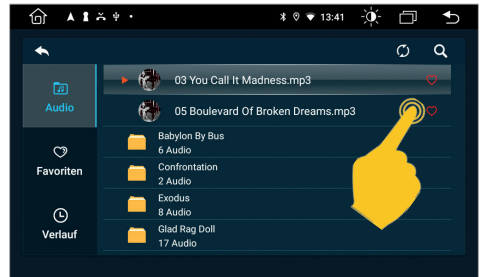 13:41
Audio
03 You Call It Madness.mp3
05 Boulevard Of Broken Dreams.mp3
Favoriten
Babylon By Bus
6 Audio
Confrontation
2 Audio
Exodus
8 Audio
Verlauf
Glad Rag Doll
17 Audio